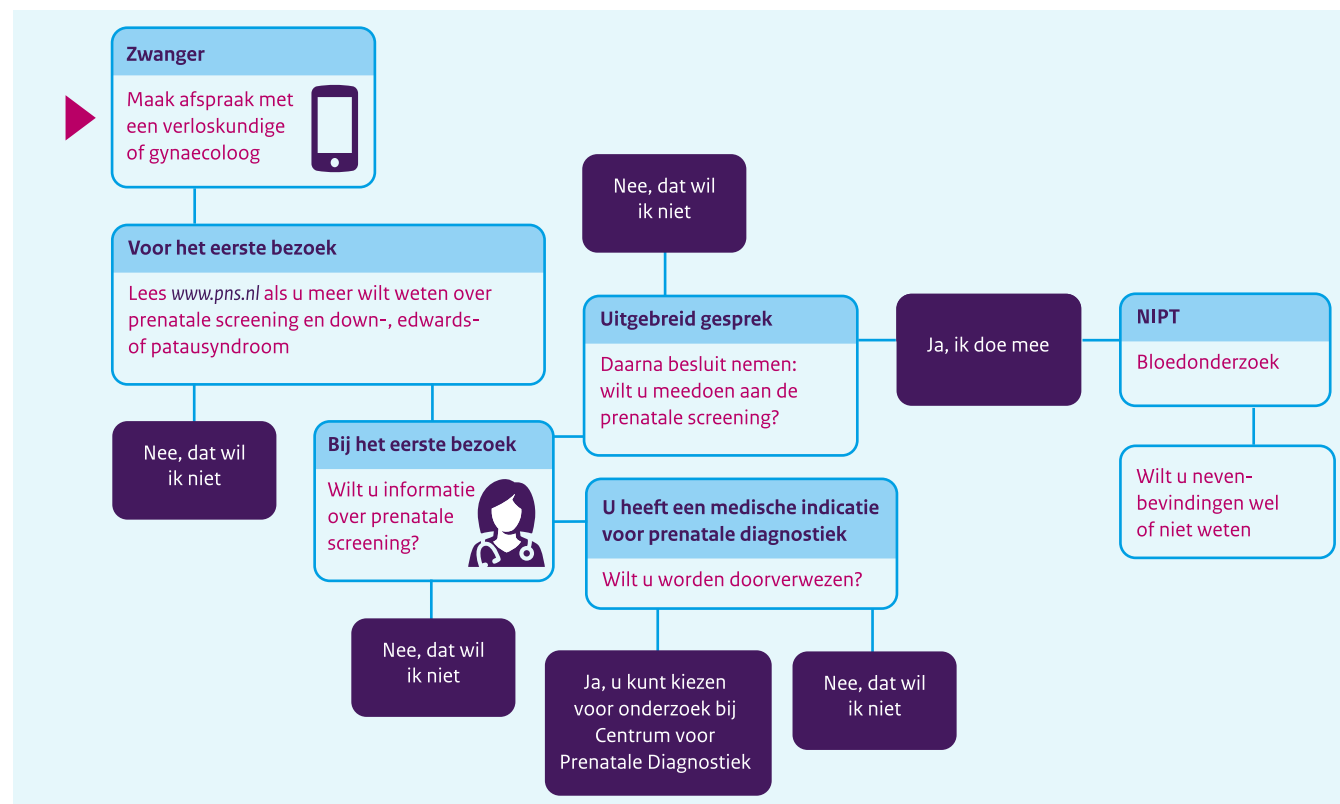 Zwanger
Maak afspraak met
een verloskundige
of gynaecoloog
Voor het eerste bezoek
Lees www.pns.nl als u meer wilt weten over
prenatale screening en down-, edwards-
of patausyndroom
Nee, dat wil
ik niet
Bij het eerste bezoek
Wilt u informatie
over prenatale
screening?
Nee, dat wil
ik niet
Nee, dat wil
ik niet
Uitgebreid gesprek
Daarna besluit nemen:
wilt u meedoen aan de
prenatale screening?
Ja, ik doe mee
NIPT
Bloedonderzoek
Wilt u neven-
bevindingen wel
of niet weten
U heeft een medische indicatie
voor prenatale diagnostiek
Wilt u worden doorverwezen?
Ja, u kunt kiezen
voor onderzoek bij
Centrum voor
Prenatale Diagnostiek
Nee, dat wil
ik niet